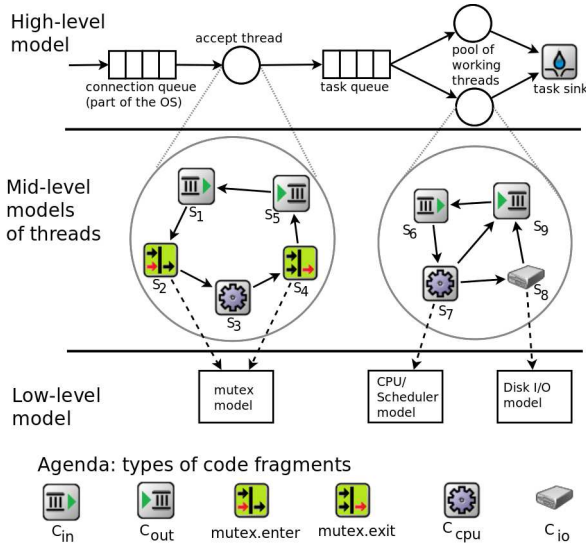 High-level
model
accept thread
connection queue
(part of the OS)
task queue
pool of
working
threads
task sink
Mid-level
models
of threads
S1
S5
S2
S4
S3
S6
S9
S7
S8
Low-level
model
mutex
model
CPU/
Scheduler
model
Disk I/O
model
Agenda: types of code fragments
Cin
Cout
mutex.enter
mutex.exit
Ccpu
Cio